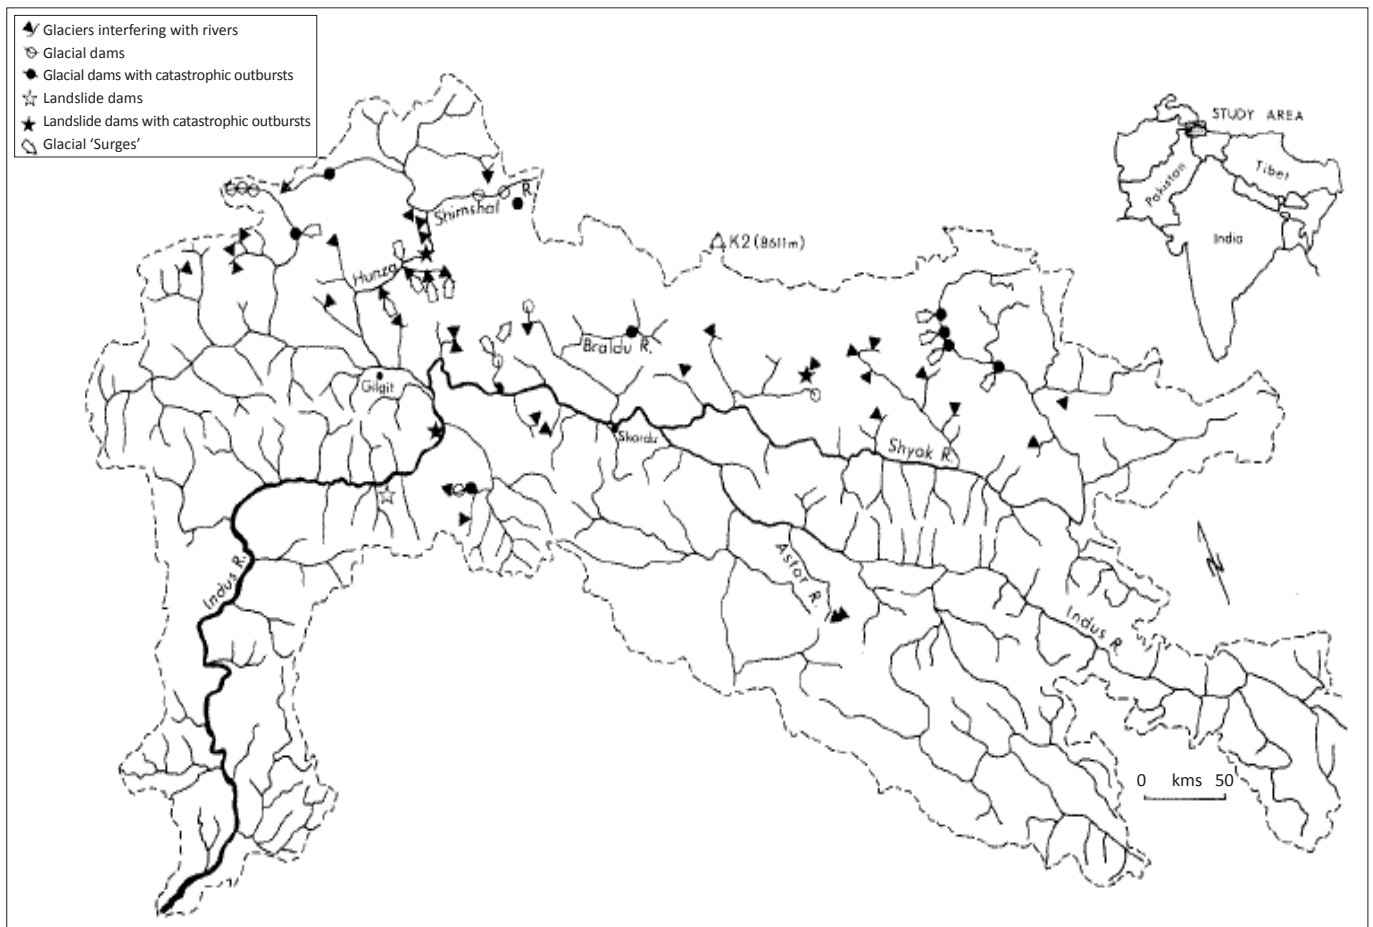 Glaciers interfering with rivers
Glacial dams
Glacial dams with catastrophic outbursts
Landslide dams
Landslide dams with catastrophic outbursts
Glacial ‘Surges’
STUDY AREA
Tibet
Pakistan
India
Shimshal R.
K2 (8611m)
Hunza
Braldu R.
Gilgit
Skardu
Shyok R.
Indus R.
Astor R.
Indus R.
N
0 kms 50